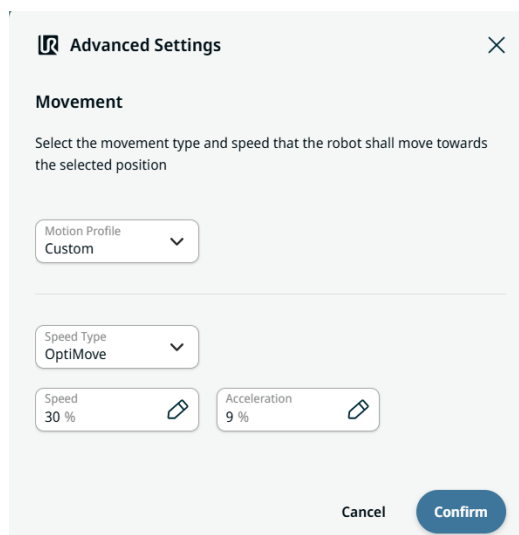 UR Advanced Settings
Movement
Select the movement type and speed that the robot shall move towards
the selected position
Motion Profile
Custom
Speed Type
OptiMove
Speed
30 %
Acceleration
9 %
Cancel
Confirm